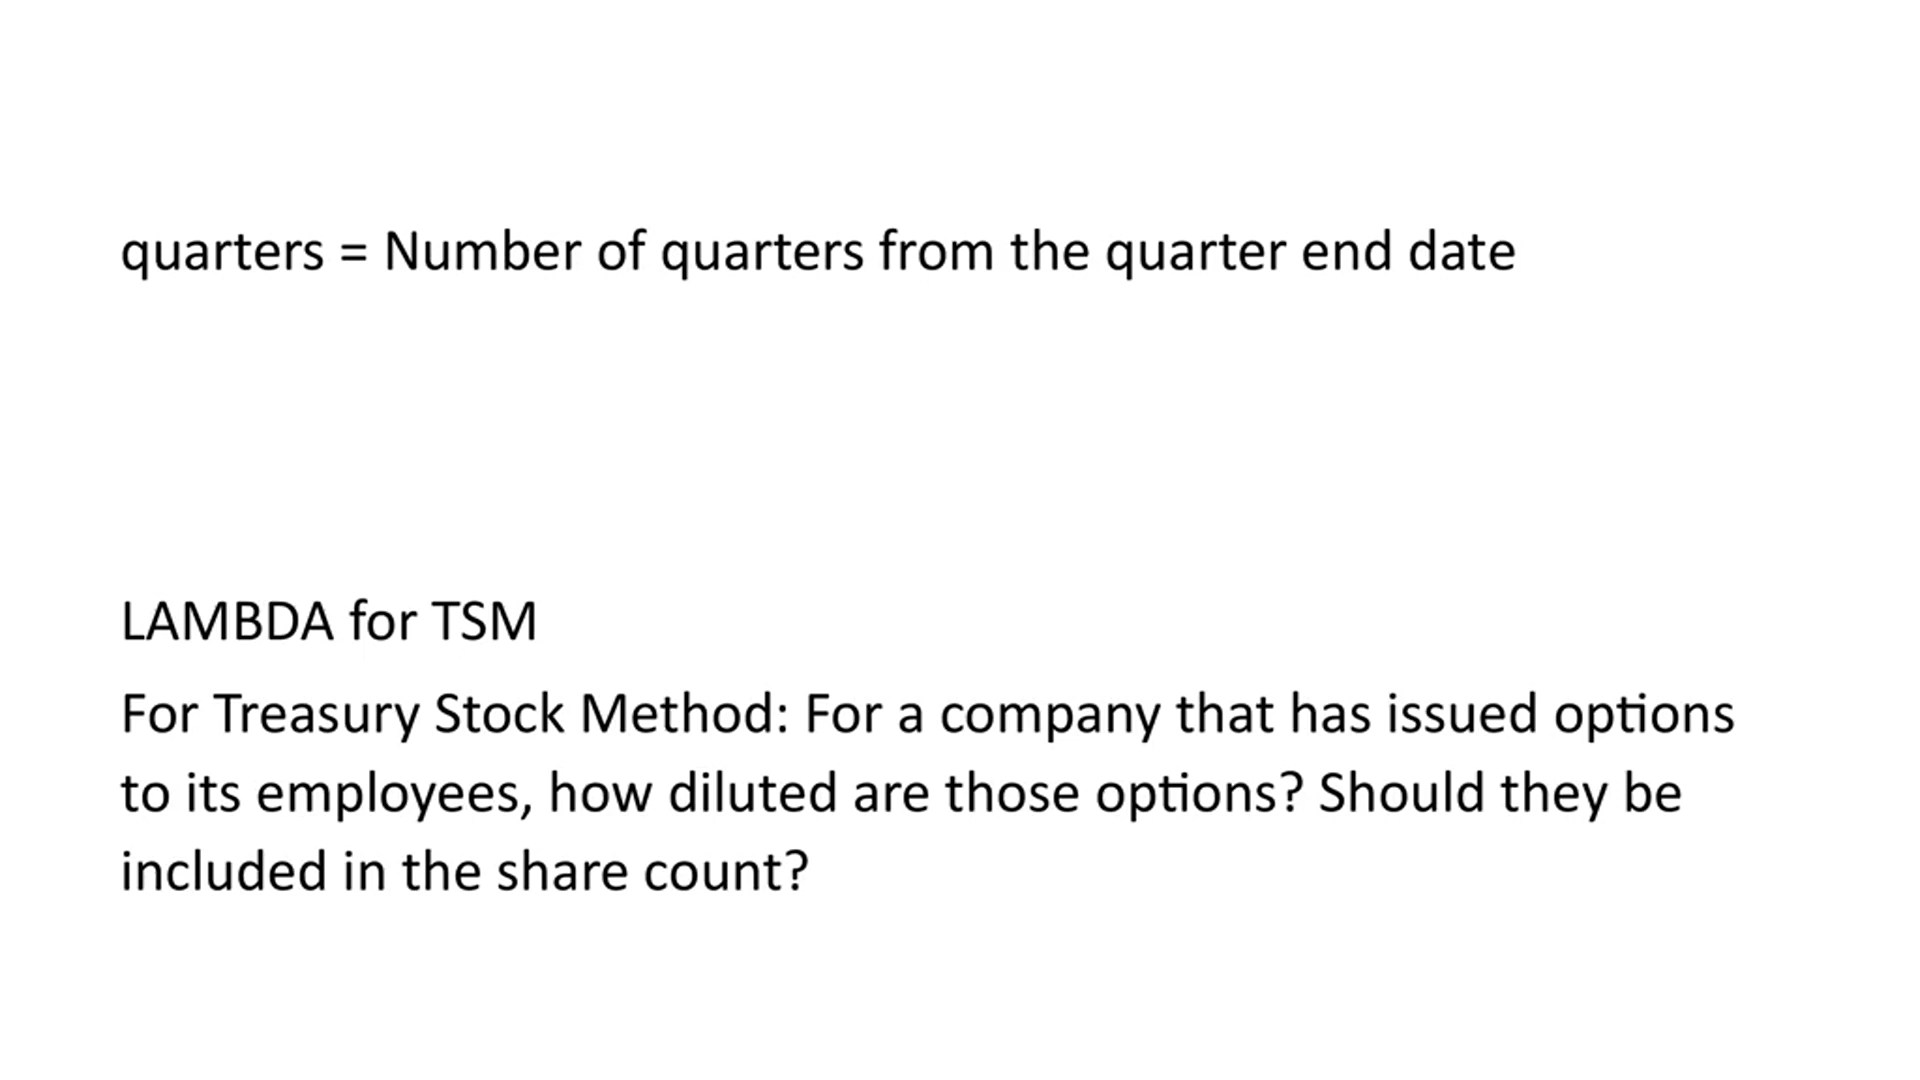 quarters = Number of quarters from the quarter end date
LAMBDA for TSM
For Treasury Stock Method: For a company that has issued options
to its employees, how diluted are those options? Should they be
included in the share count?